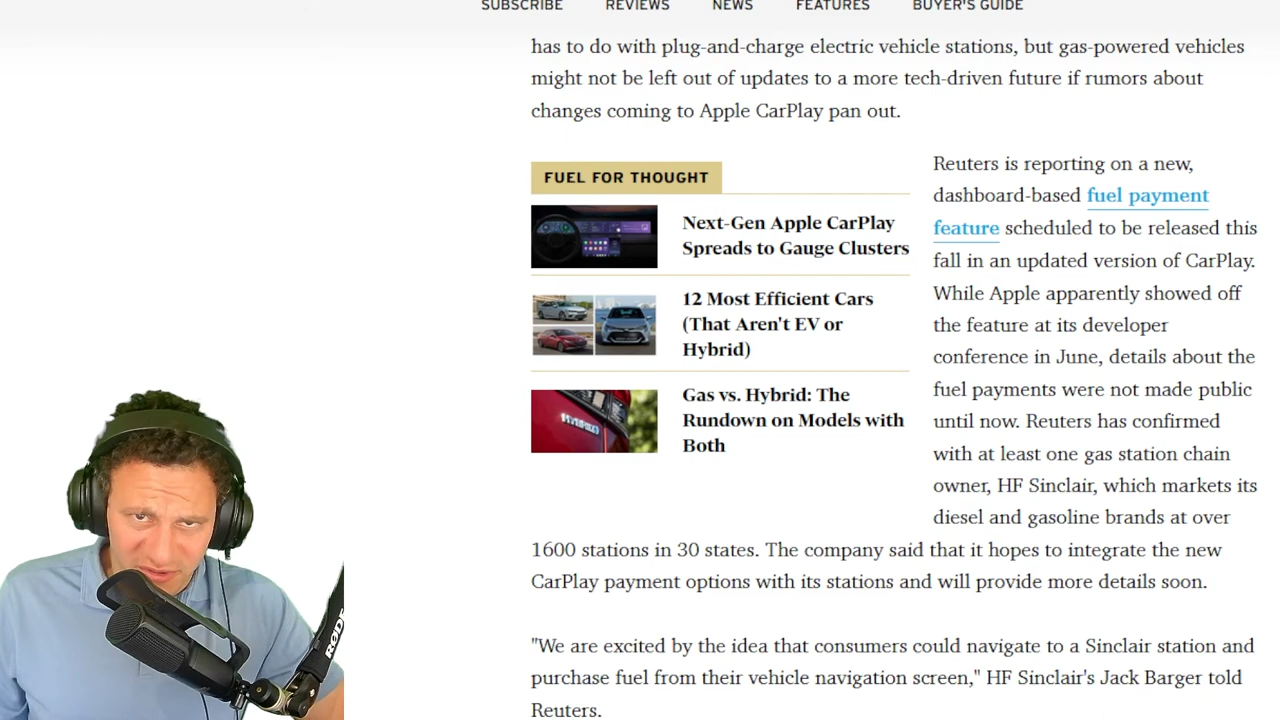 SUBSCRIBE REVIEWS NEWS FEATURES BUYER'S GUIDE
has to do with plug-and-charge electric vehicle stations, but gas-powered vehicles
might not be left out of updates to a more tech-driven future if rumors about
changes coming to Apple CarPlay pan out.
FUEL FOR THOUGHT
Next-Gen Apple CarPlay
Spreads to Gauge Clusters
12 Most Efficient Cars
(That Aren't EV or
Hybrid)
HYBRID
Gas vs. Hybrid: The
Rundown on Models with
Both
Reuters is reporting on a new,
dashboard-based fuel payment
feature scheduled to be released this
fall in an updated version of CarPlay.
While Apple apparently showed off
the feature at its developer
conference in June, details about the
fuel payments were not made public
until now. Reuters has confirmed
with at least one gas station chain
owner, HF Sinclair, which markets its
diesel and gasoline brands at over
1600 stations in 30 states. The company said that it hopes to integrate the new
CarPlay payment options with its stations and will provide more details soon.
"We are excited by the idea that consumers could navigate to a Sinclair station and
purchase fuel from their vehicle navigation screen," HF Sinclair's Jack Barger told
Reuters.
RØDE